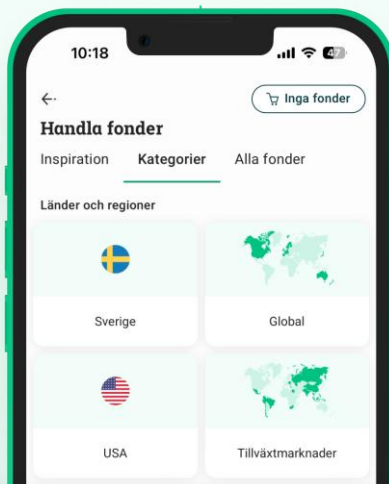 10:18
47
Inga fonder
Handla fonder
Inspiration Kategorier Alla fonder
Länder och regioner
Sverige Global
USA Tillväxtmarknader